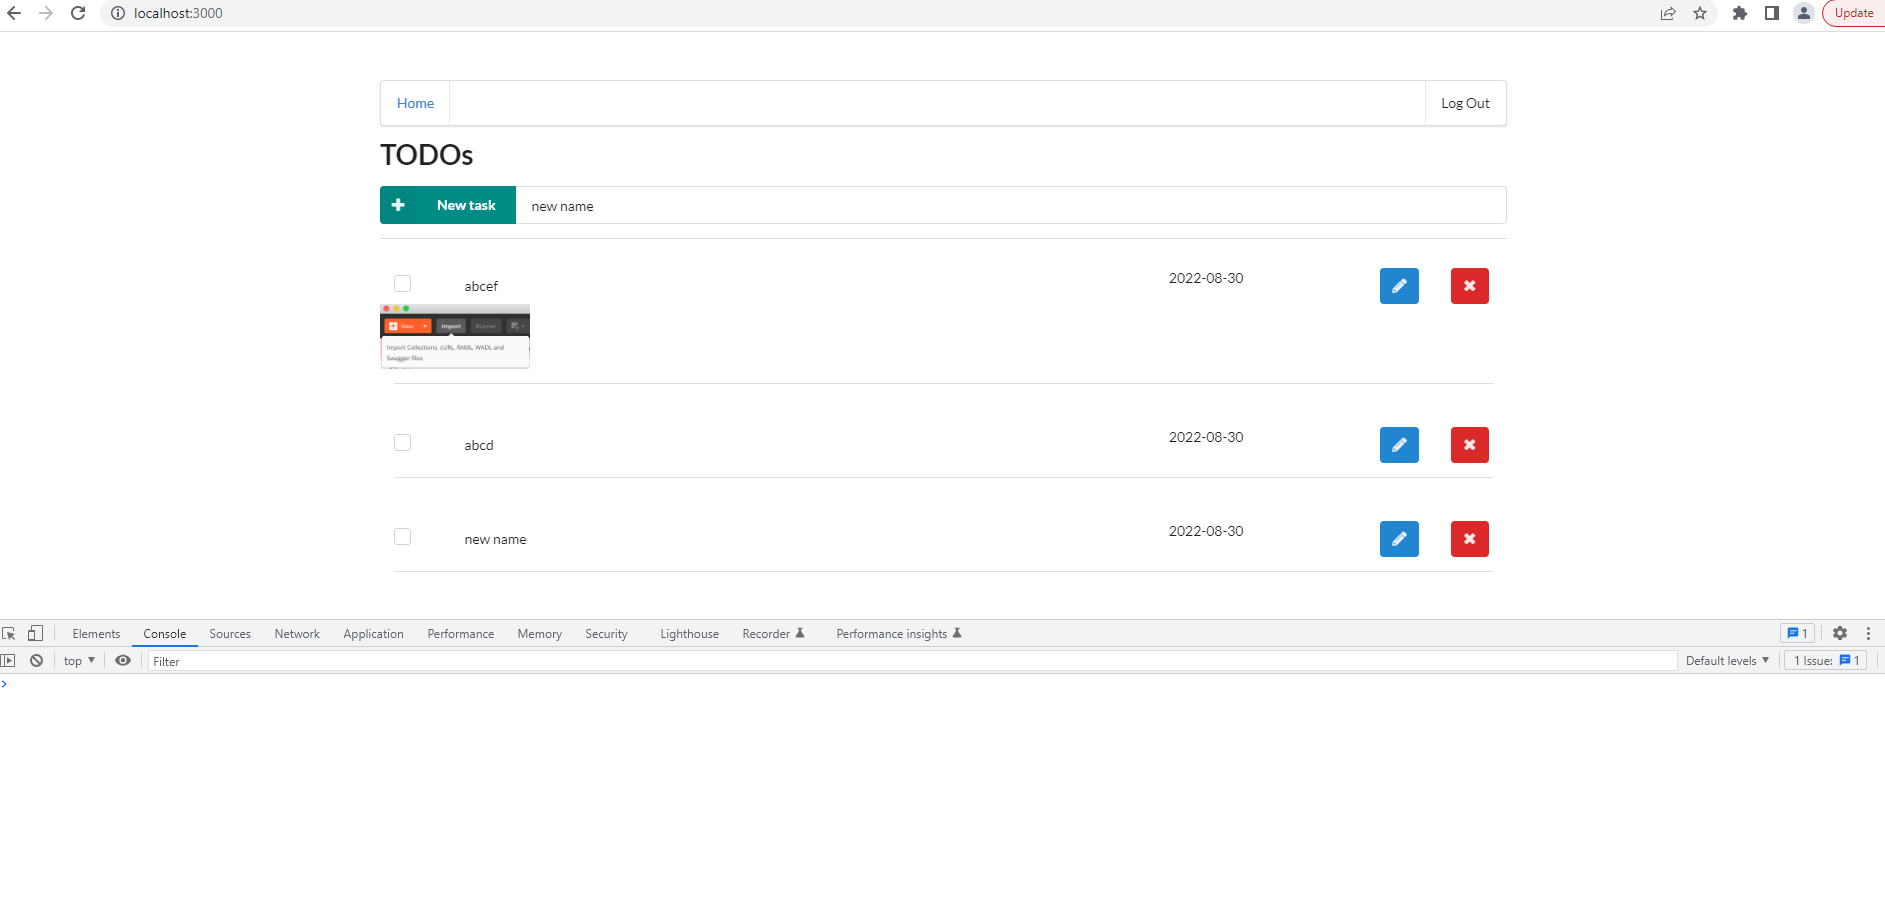 localhost:3000
Update
Home
Log Out
TODOs
New task
new name
abcef
2022-08-30
New
Import
Runner
Import Collections, cURL, RAML, WADL and
Swagger files
abcd
2022-08-30
new name
2022-08-30
Elements Console Sources Network Application Performance Memory Security Lighthouse Recorder Performance insights 1
top Filter Default levels 1 Issue: 1